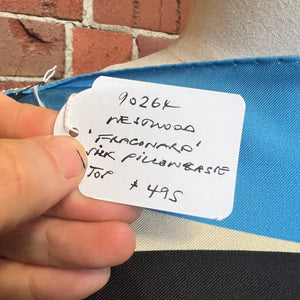 9026K
WESTWOOD
'FRAGONARD'
SILK PILLOWCASE
TOP $495